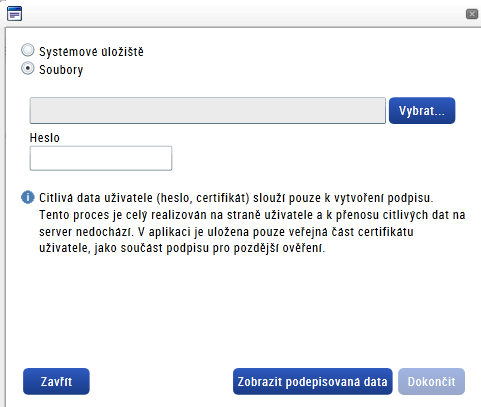 Systémové úložiště
Soubory
Vybrat...
Heslo
Citlivá data uživatele (heslo, certifikát) slouží pouze k vytvoření podpisu.
Tento proces je celý realizován na straně uživatele a k přenosu citlivých dat na
server nedochází. V aplikaci je uložena pouze veřejná část certifikátu
uživatele, jako součást podpisu pro pozdější ověření.
Zavřít
Zobrazit podepisovaná data
Dokončit